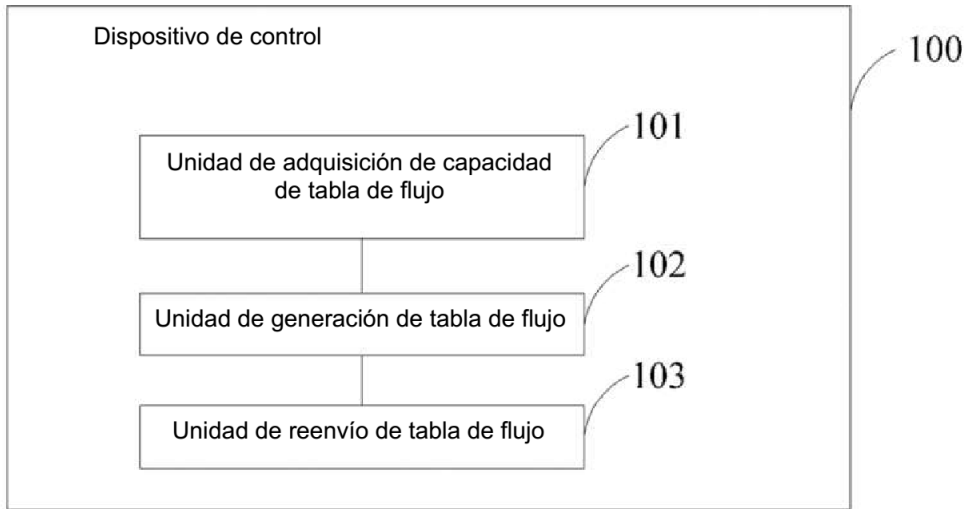 Dispositivo de control
100
101
Unidad de adquisición de capacidad
de tabla de flujo
102
Unidad de generación de tabla de flujo
103
Unidad de reenvío de tabla de flujo